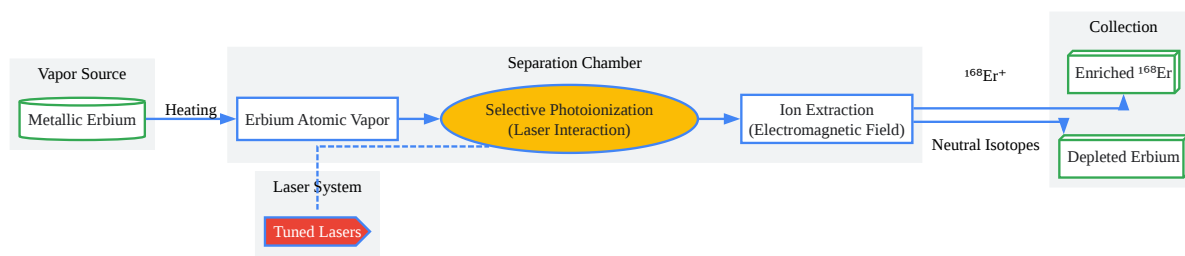 Vapor Source
Metallic Erbium
Heating
Separation Chamber
Erbium Atomic Vapor
Selective Photoionization
(Laser Interaction)
Ion Extraction
(Electromagnetic Field)
Laser System
Tuned Lasers
¹⁶⁸Er⁺
Neutral Isotopes
Collection
Enriched ¹⁶⁸Er
Depleted Erbium